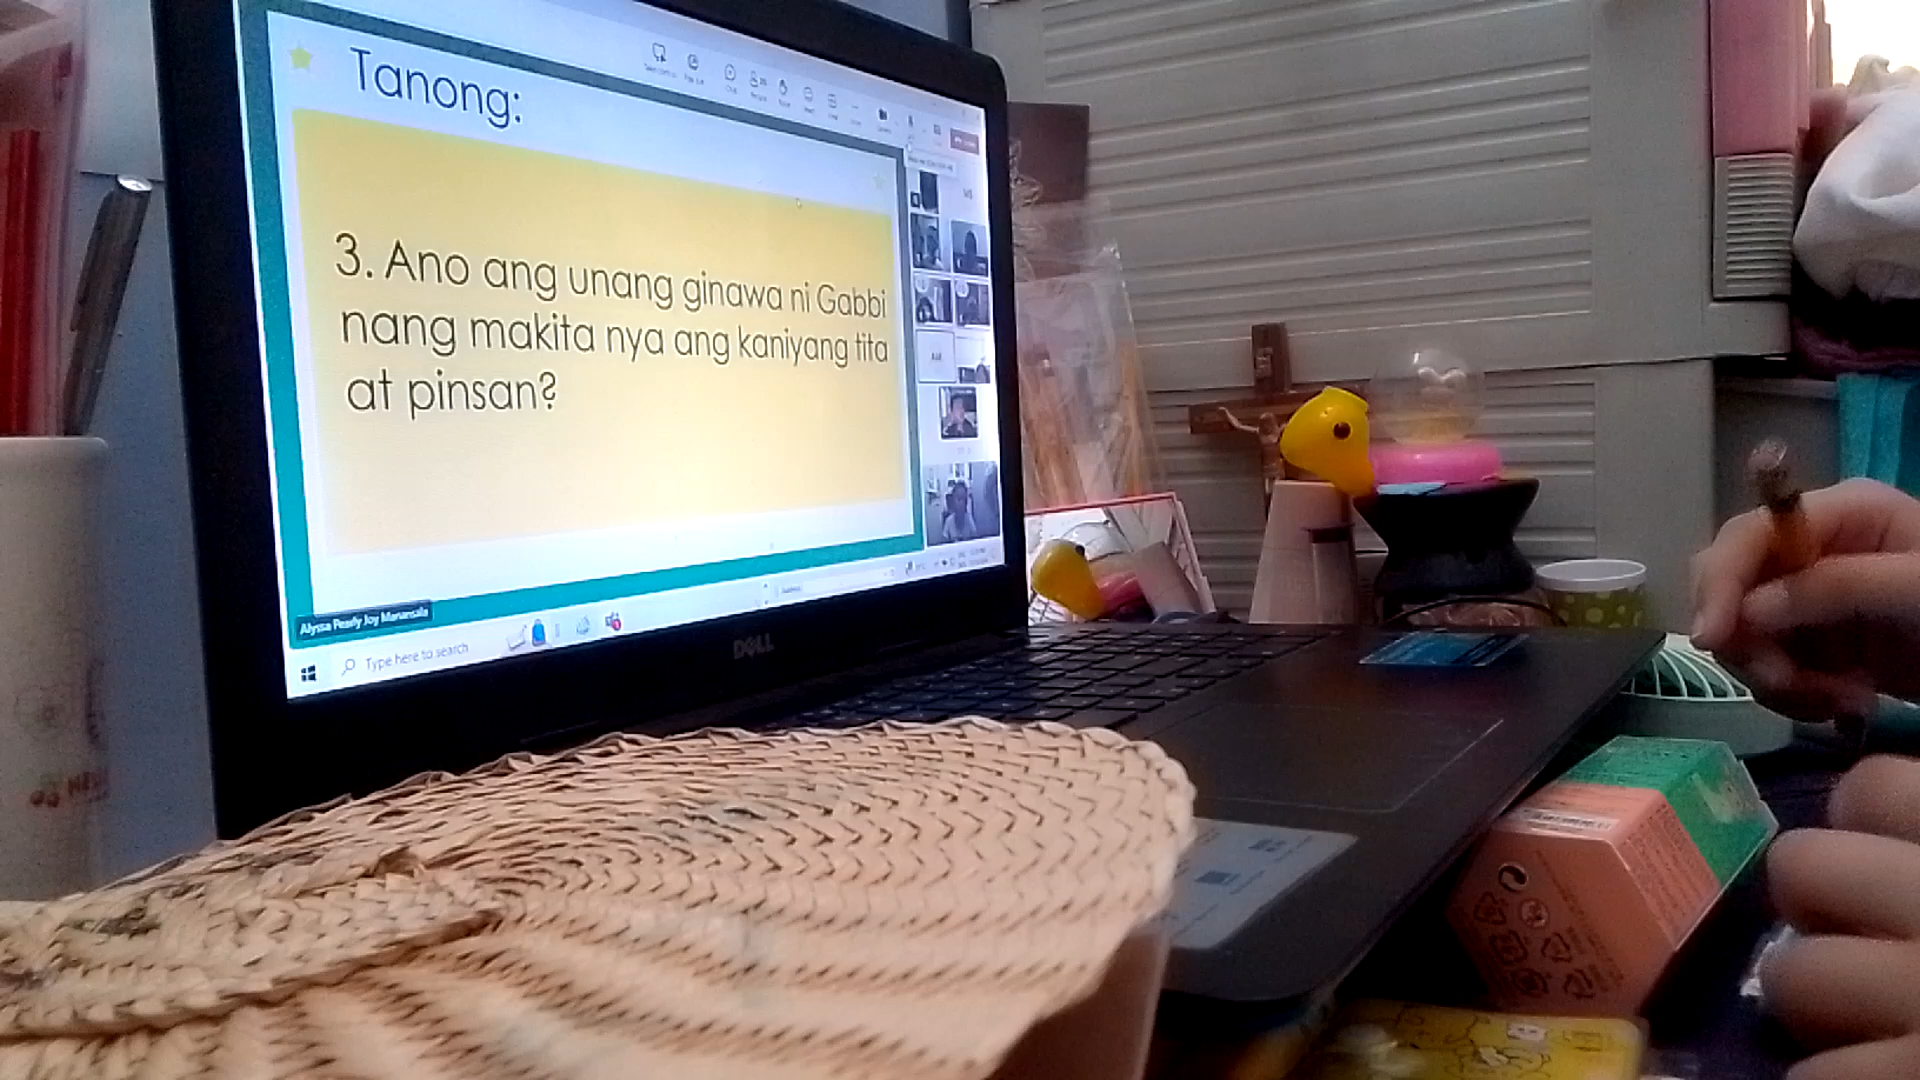 Tanong:
3. Ano ang unang ginawa ni Gabbi
nang makita nya ang kaniyang tita
at pinsan?
Alyssa Pearly Joy Manansala
Type here to search
DELL